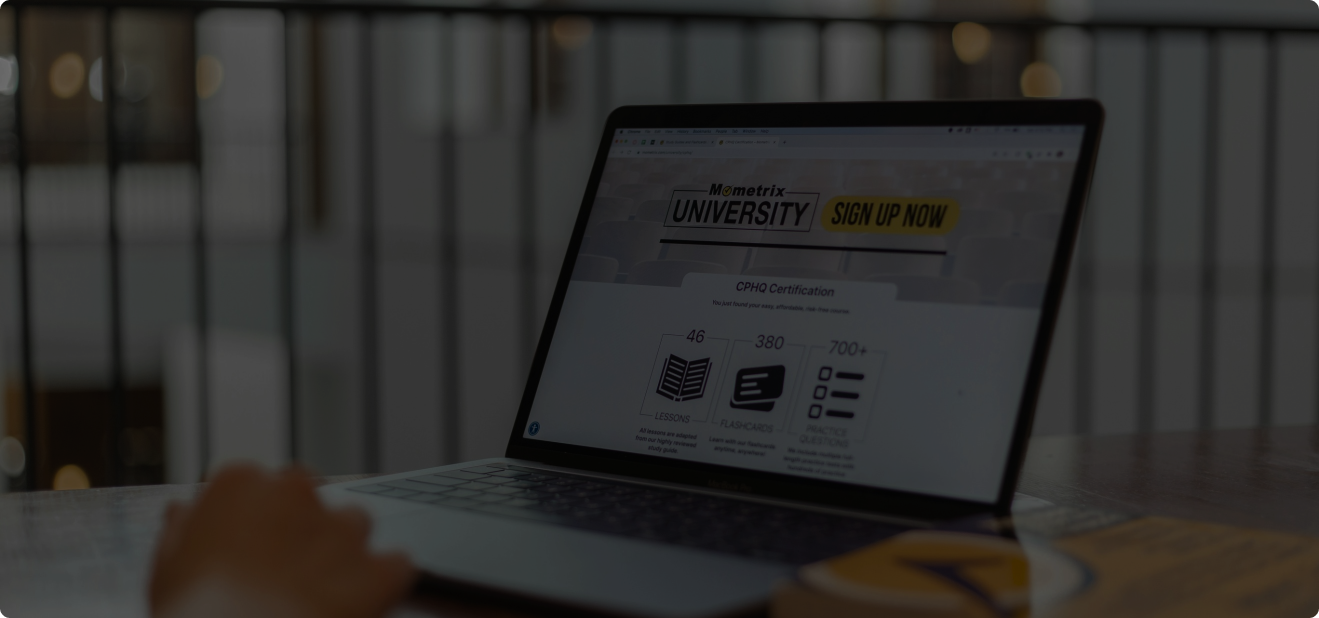 Mometrix
UNIVERSITY
SIGN UP NOW
CPHQ Certification
You just found your easy, affordable, risk-free course.
46
LESSONS
All lessons are adapted
from our highly reviewed
study guide
380
FLASHCARDS
Learn with our flashcards
anytime, anywhere!
700+
PRACTICE
QUESTIONS
We include